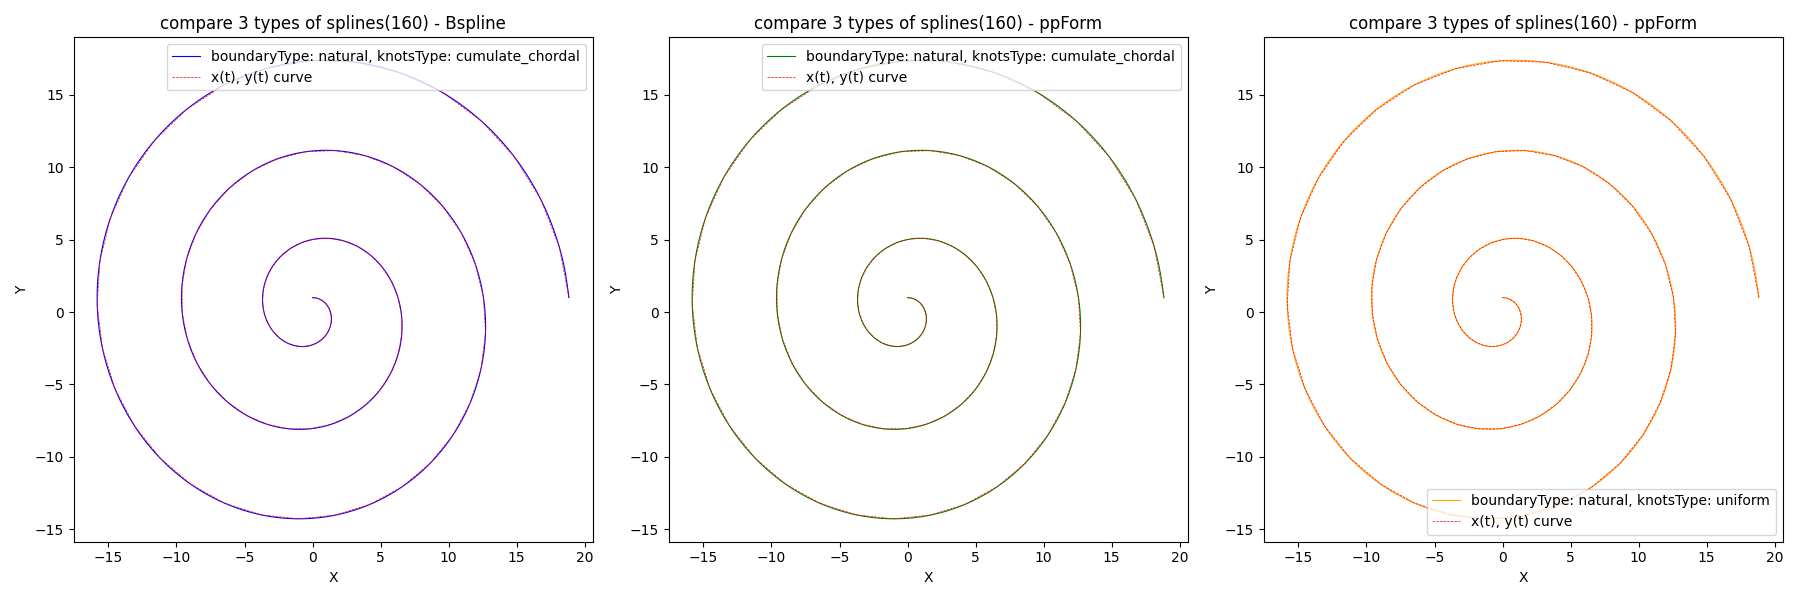 compare 3 types of splines(160) - Bspline
boundaryType: natural, knotsType: cumulate_chordal
x(t), y(t) curve
15
10
5
0
−5
−10
−15
Y
−15 −10 −5 0 5 10 15 20
X
compare 3 types of splines(160) - ppForm
boundaryType: natural, knotsType: cumulate_chordal
x(t), y(t) curve
15
10
5
0
−5
−10
−15
Y
−15 −10 −5 0 5 10 15 20
X
compare 3 types of splines(160) - ppForm
15
10
5
0
−5
−10
−15
Y
boundaryType: natural, knotsType: uniform
x(t), y(t) curve
−15 −10 −5 0 5 10 15 20
X